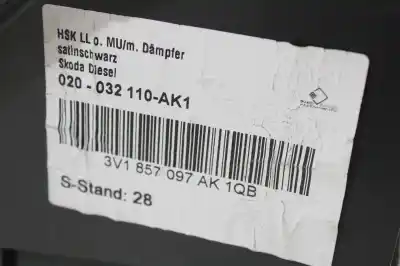 HSK LL o. MU/m. Dämpfer
satinschwarz
Skoda Diesel
020 - 032 110-AK1
3V1 857 097 AK 1QB
S-Stand: 28